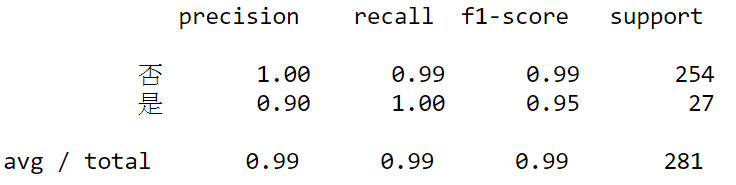 precision recall f1-score support
否 1.00 0.99 0.99 254
是 0.90 1.00 0.95 27
avg / total 0.99 0.99 0.99 281